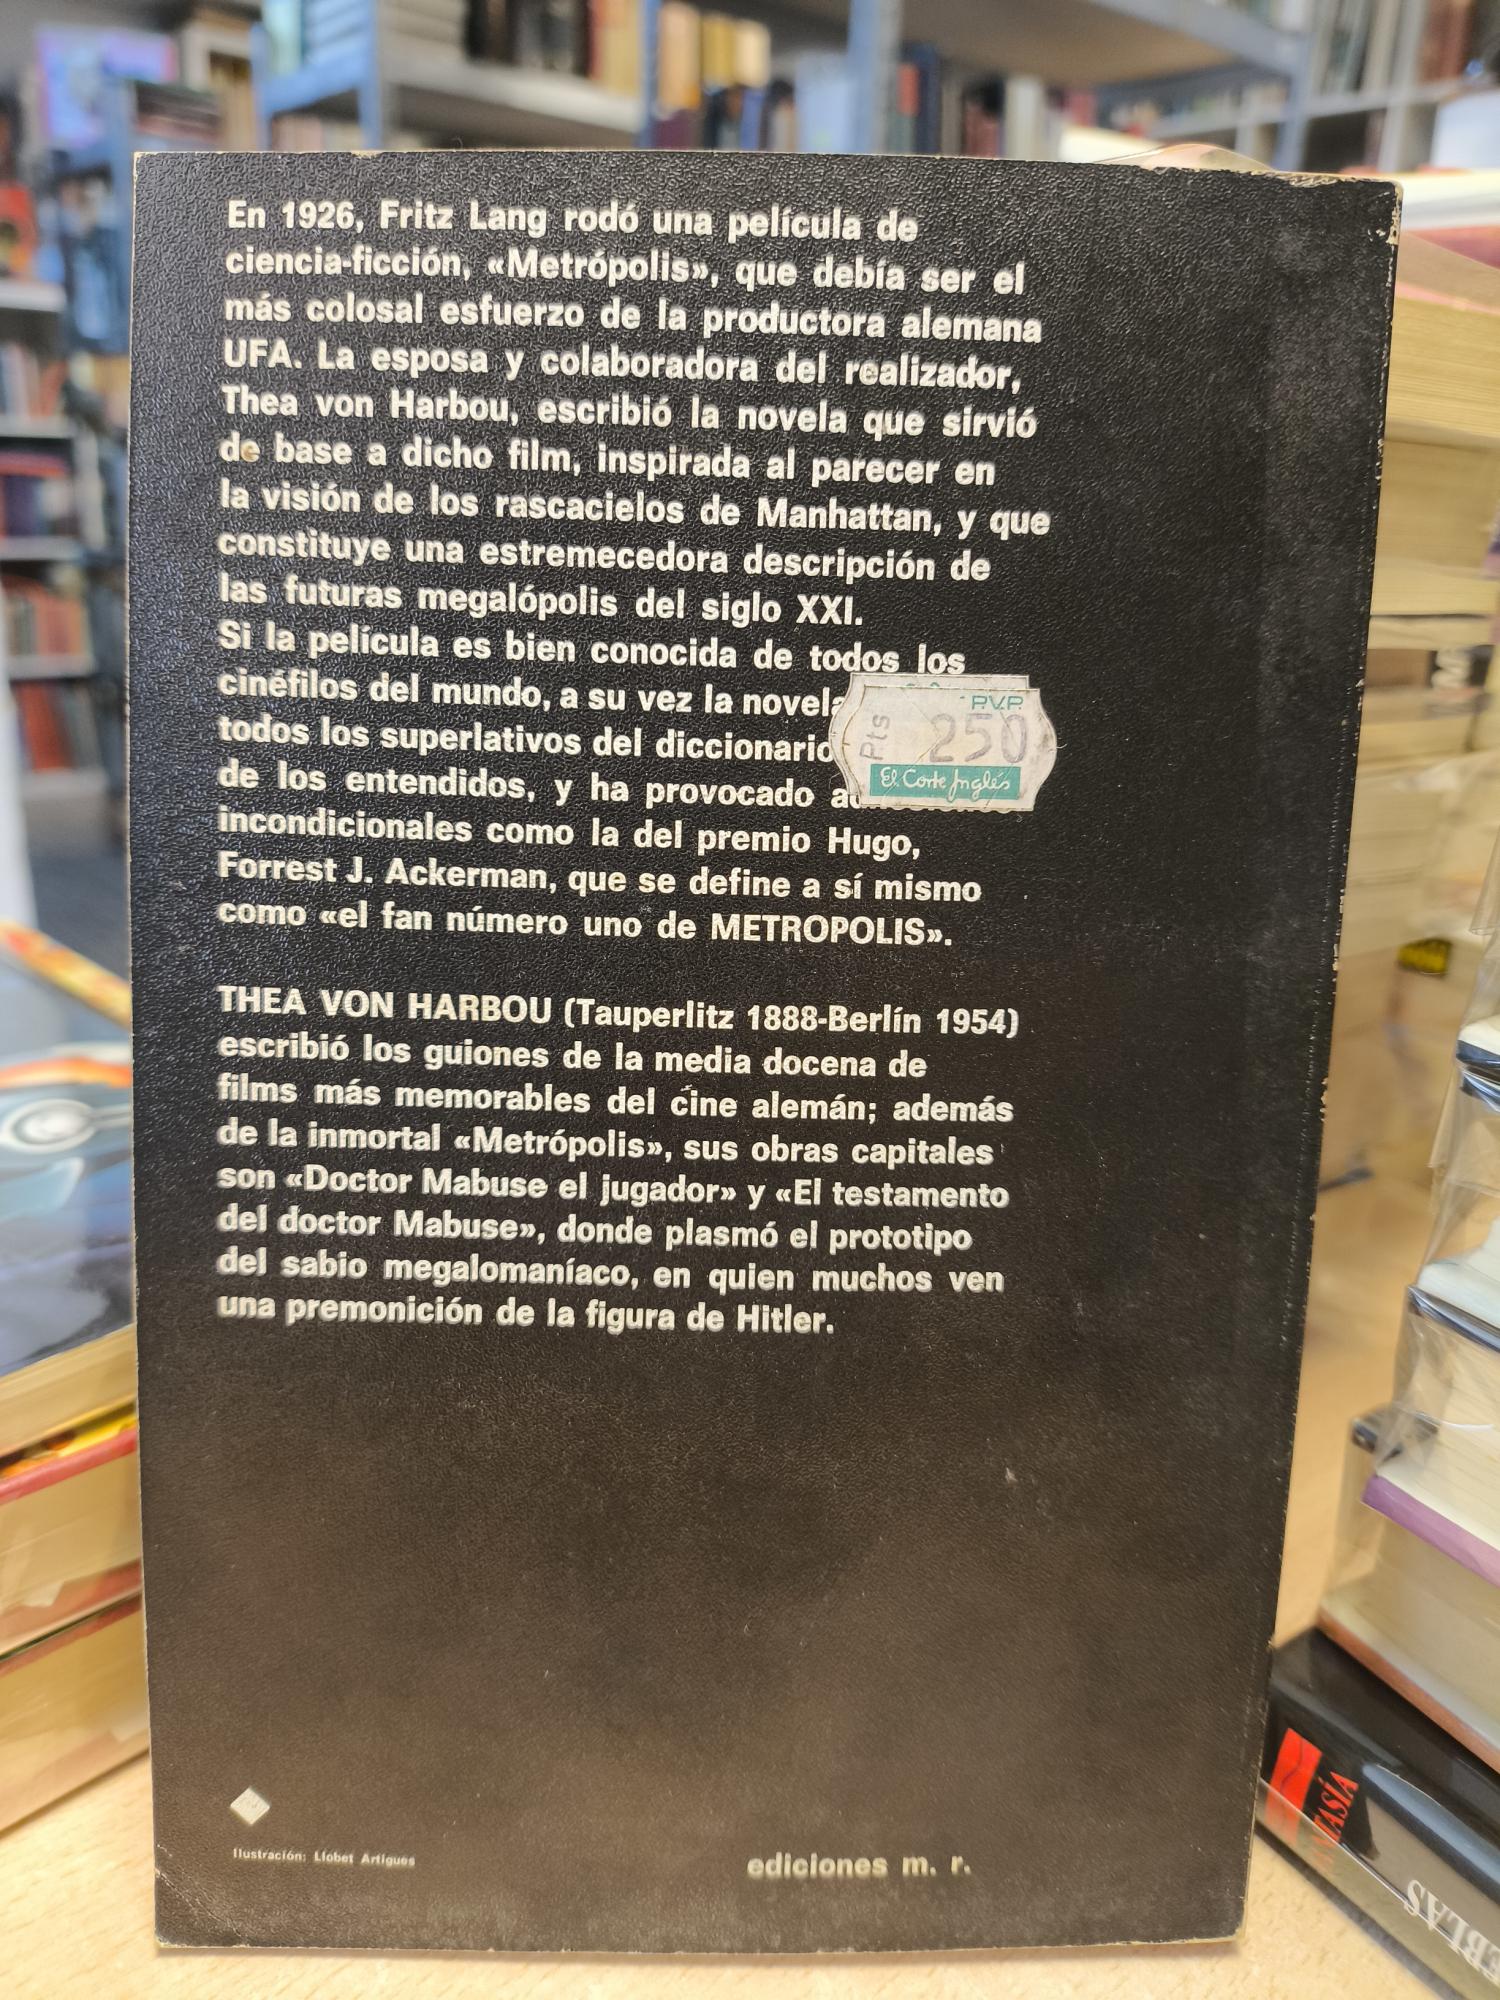 En 1926, Fritz Lang rodó una película de
ciencia-ficción, «Metrópolis», que debía ser el
más colosal esfuerzo de la productora alemana
UFA. La esposa y colaboradora del realizador,
Thea von Harbou, escribió la novela que sirvió
de base a dicho film, inspirada al parecer en
la visión de los rascacielos de Manhattan, y que
constituye una estremecedora descripción de
las futuras megalópolis del siglo XXI.
Si la película es bien conocida de todos los
cinéfilos del mundo, a su vez la novela
todos los superlativos del diccionario
de los entendidos, y ha provocado
incondicionales como la del premio Hugo,
Forrest J. Ackerman, que se define a sí mismo
como «el fan número uno de METROPOLIS».
P.V.P.
Pts 250
El Corte Inglés
THEA VON HARBOU (Tauperlitz 1888-Berlín 1954)
escribió los guiones de la media docena de
films más memorables del cine alemán; además
de la inmortal «Metrópolis», sus obras capitales
son «Doctor Mabuse el jugador» y «El testamento
del doctor Mabuse», donde plasmó el prototipo
del sabio megalomaníaco, en quien muchos ven
una premonición de la figura de Hitler.
Ilustración: Llobet Artigues
ediciones m. r.